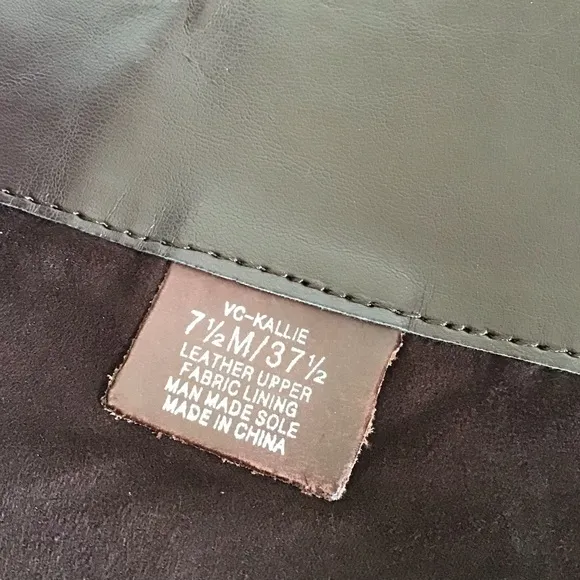 VC-KALLIE
7½M/37½
LEATHER UPPER
FABRIC LINING
MAN MADE SOLE
MADE IN CHINA